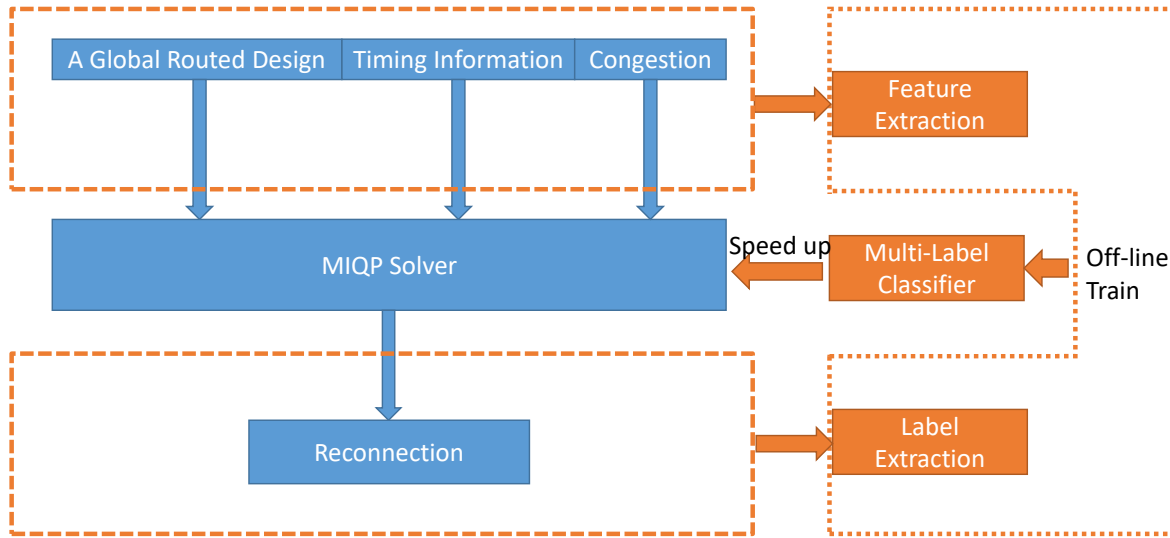 A Global Routed Design
Timing Information
Congestion
Feature
Extraction
MIQP Solver
Speed up
Multi-Label
Classifier
Off-line
Train
Reconnection
Label
Extraction